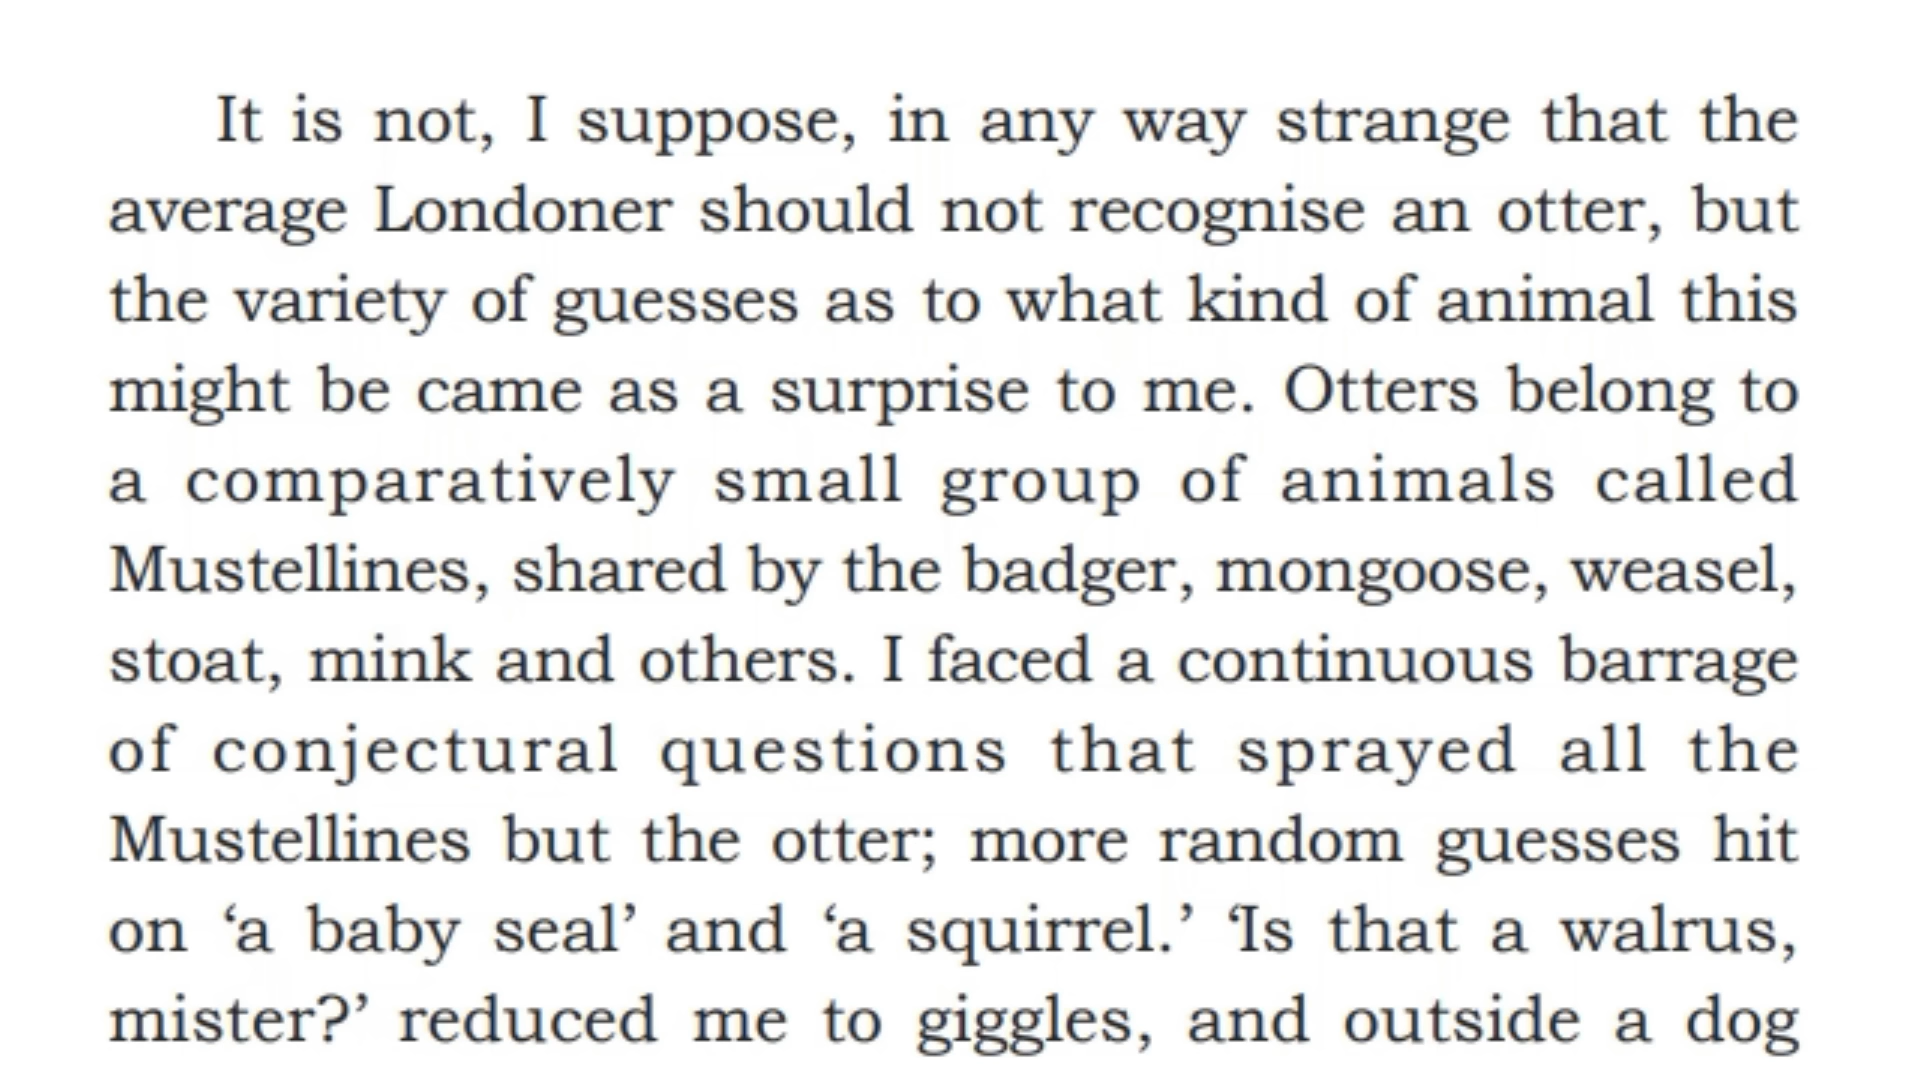 It is not, I suppose, in any way strange that the
average Londoner should not recognise an otter, but
the variety of guesses as to what kind of animal this
might be came as a surprise to me. Otters belong to
a comparatively small group of animals called
Mustellines, shared by the badger, mongoose, weasel,
stoat, mink and others. I faced a continuous barrage
of conjectural questions that sprayed all the
Mustellines but the otter; more random guesses hit
on ‘a baby seal’ and ‘a squirrel.’ ‘Is that a walrus,
mister?’ reduced me to giggles, and outside a dog